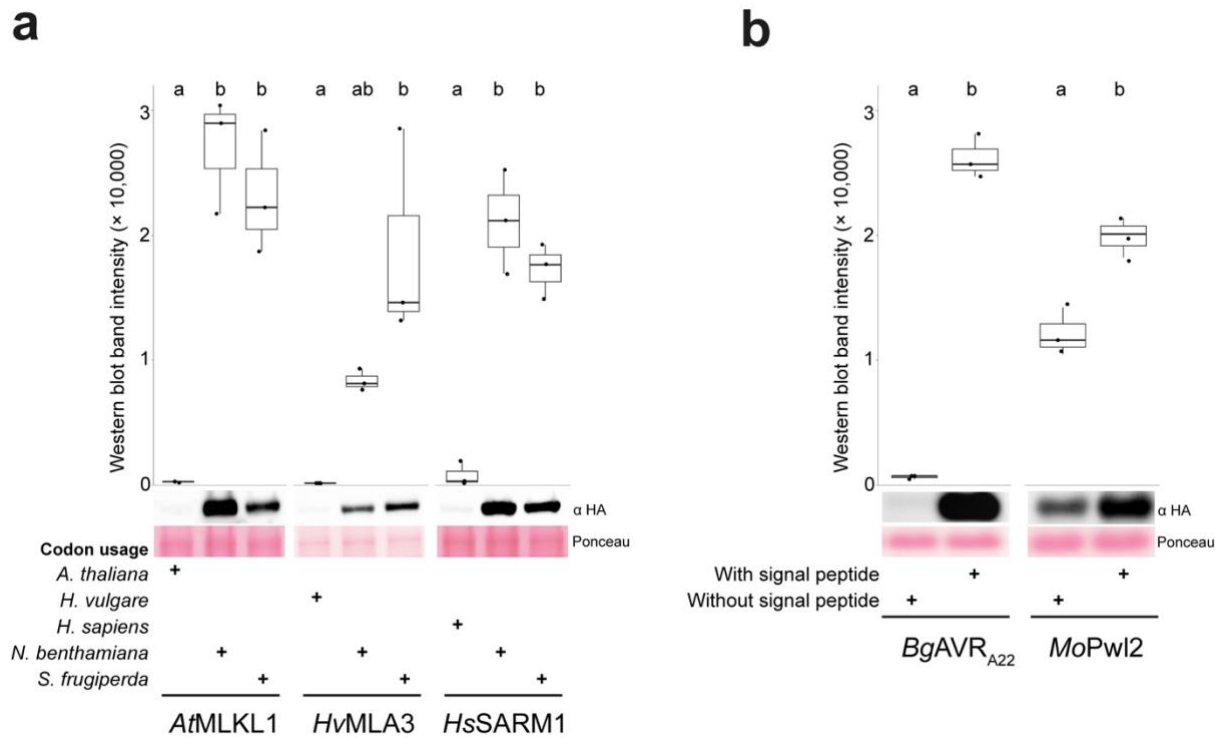 a
b
a b b a ab b a b b
a b a b
Western blot band intensity (× 10,000)
3
2
1
0
Western blot band intensity (× 10,000)
3
2
1
0
α HA
Ponceau
α HA
Ponceau
Codon usage
A. thaliana +
H. vulgare +
H. sapiens +
N. benthamiana + + +
S. frugiperda + + +
AtMLKL1 HvMLA3 HsSARM1
With signal peptide + +
Without signal peptide + +
BgAVRA22 MoPwl2